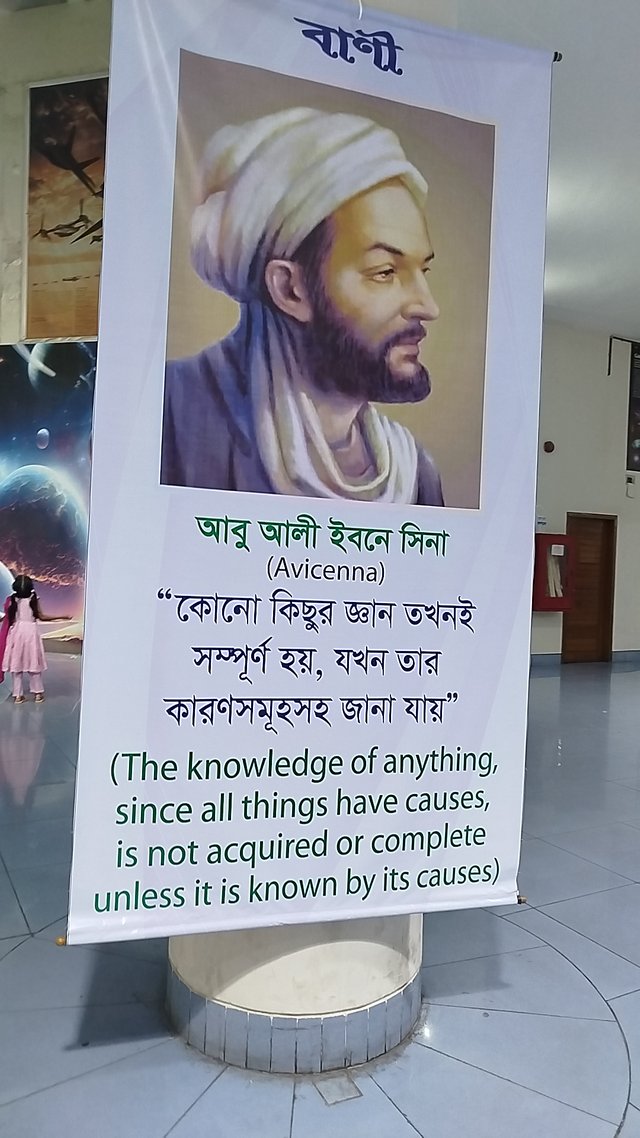 বাণী
আবু আলী ইবনে সিনা
(Avicenna)
“কোনো কিছুর জ্ঞান তখনই
সম্পূর্ণ হয়, যখন তার
কারণসমূহসহ জানা যায়”
(The knowledge of anything,
since all things have causes,
is not acquired or complete
unless it is known by its causes)